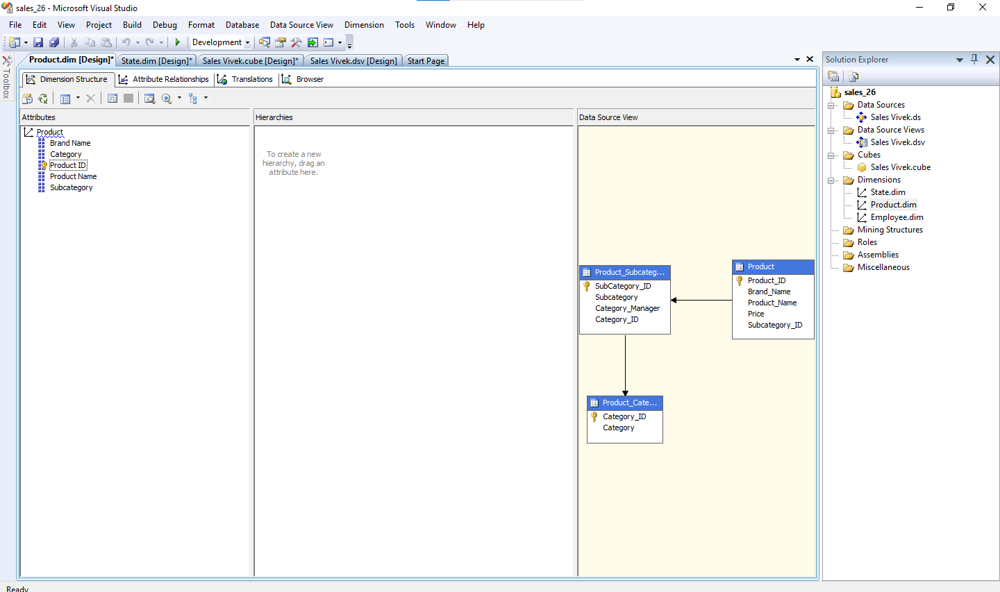 sales_26 - Microsoft Visual Studio
File Edit View Project Build Debug Format Database Data Source View Dimension Tools Window Help
Development
Product.dim [Design]* State.dim [Design]* Sales Vivek.cube [Design]* Sales Vivek.dsv [Design] Start Page
Toolbox
Dimension Structure Attribute Relationships Translations Browser
Attributes
Product
Brand Name
Category
Product ID
Product Name
Subcategory
Hierarchies
To create a new
hierarchy, drag an
attribute here.
Data Source View
Product_Subcateg...
SubCategory_ID
Subcategory
Category_Manager
Category_ID
Product
Product_ID
Brand_Name
Product_Name
Price
Subcategory_ID
Product_Cate...
Category_ID
Category
Solution Explorer
sales_26
Data Sources
Sales Vivek.ds
Data Source Views
Sales Vivek.dsv
Cubes
Sales Vivek.cube
Dimensions
State.dim
Product.dim
Employee.dim
Mining Structures
Roles
Assemblies
Miscellaneous
Ready